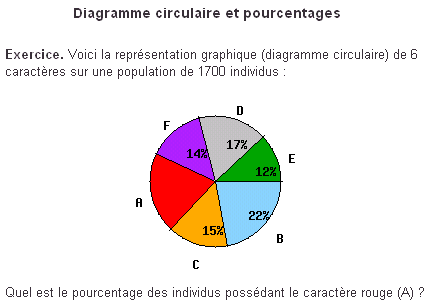 Diagramme circulaire et pourcentages
Exercice. Voici la représentation graphique (diagramme circulaire) de 6
caractères sur une population de 1700 individus :
D
F
17%
14%
E
12%
A
22%
15%
B
C
Quel est le pourcentage des individus possédant le caractère rouge (A) ?